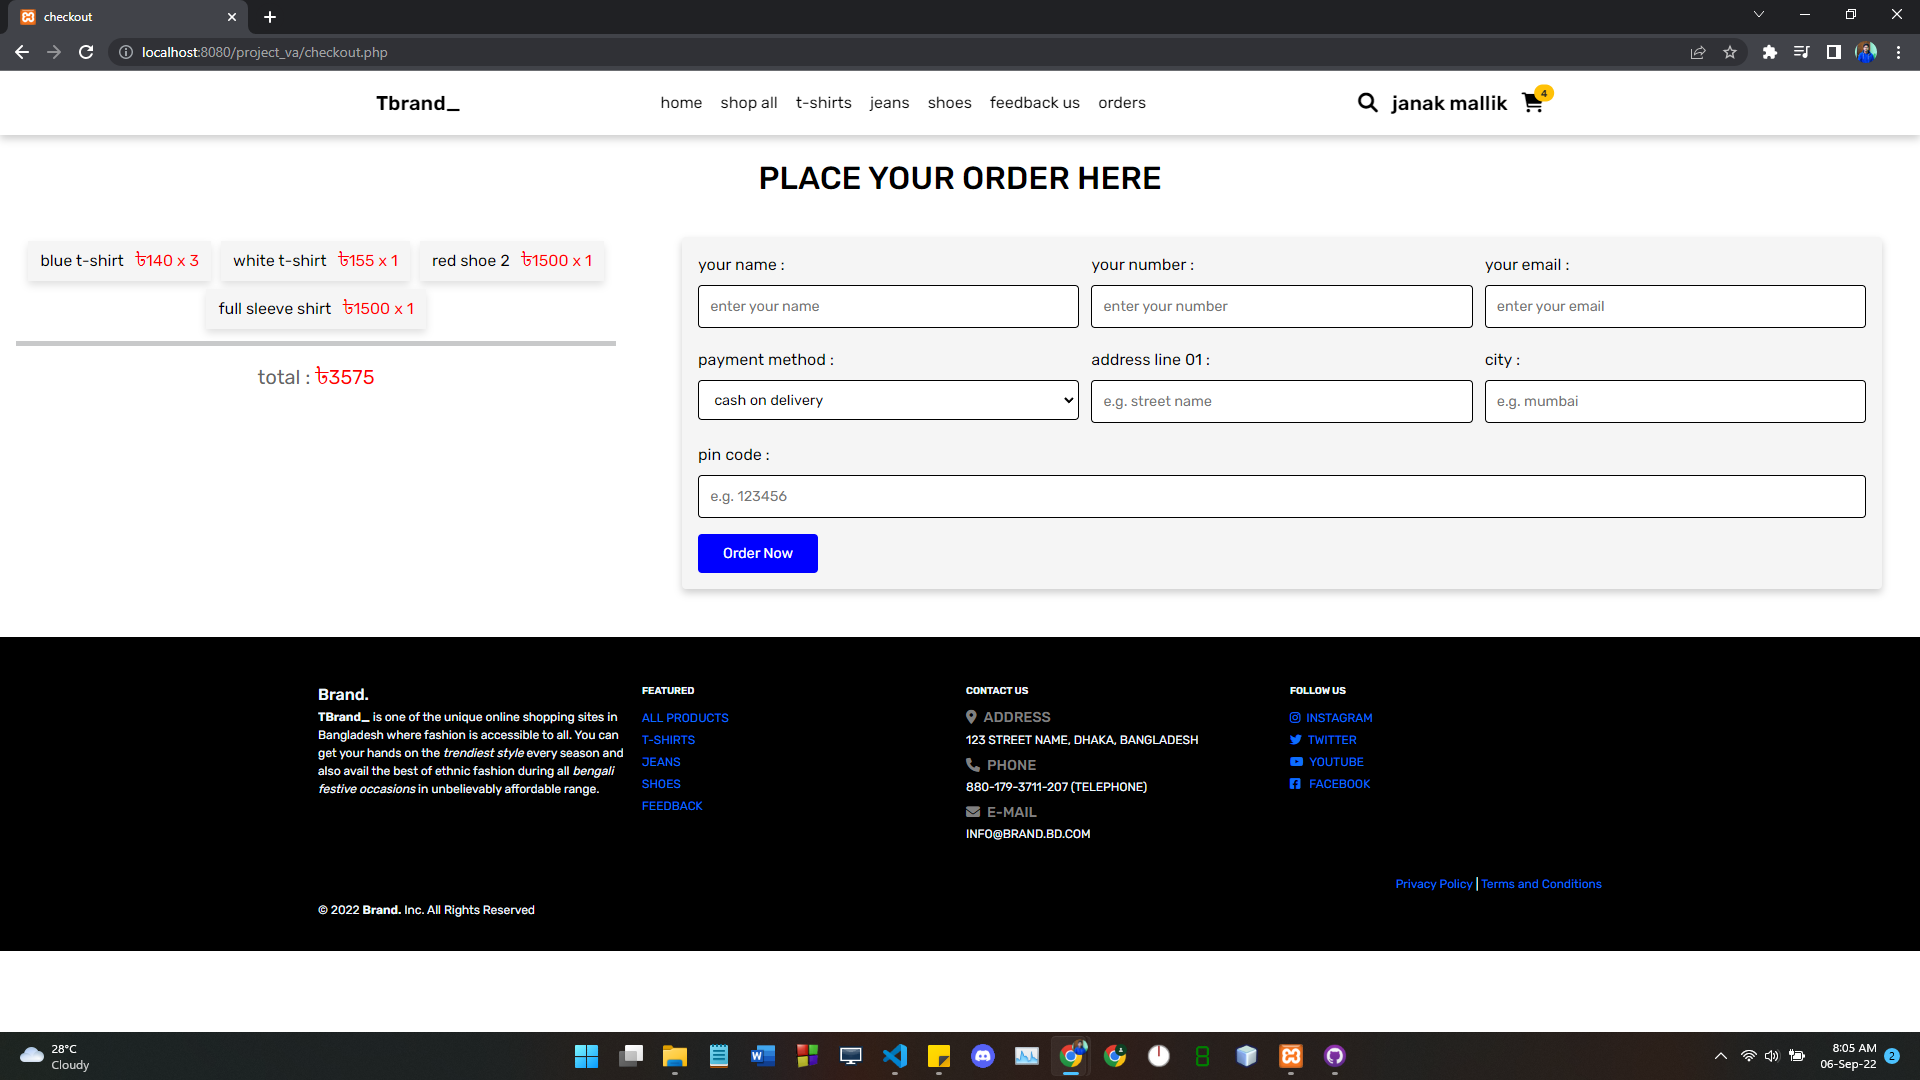 checkout
localhost:8080/project_va/checkout.php
Tbrand_
home shop all t-shirts jeans shoes feedback us orders
janak mallik 4
PLACE YOUR ORDER HERE
blue t-shirt ৳140 x 3 white t-shirt ৳155 x 1 red shoe 2 ৳1500 x 1
full sleeve shirt ৳1500 x 1
total : ৳3575
your name : your number : your email :
enter your name enter your number enter your email
payment method : address line 01 : city :
cash on delivery e.g. street name e.g. mumbai
pin code :
e.g. 123456
Order Now
Brand.
TBrand_ is one of the unique online shopping sites in
Bangladesh where fashion is accessible to all. You can
get your hands on the trendiest style every season and
also avail the best of ethnic fashion during all bengali
festive occasions in unbelievably affordable range.
FEATURED
ALL PRODUCTS
T-SHIRTS
JEANS
SHOES
FEEDBACK
CONTACT US
ADDRESS
123 STREET NAME, DHAKA, BANGLADESH
PHONE
880-179-3711-207 (TELEPHONE)
E-MAIL
INFO@BRAND.BD.COM
FOLLOW US
INSTAGRAM
TWITTER
YOUTUBE
FACEBOOK
Privacy Policy | Terms and Conditions
© 2022 Brand. Inc. All Rights Reserved
28°C
Cloudy
8:05 AM
06-Sep-22
2